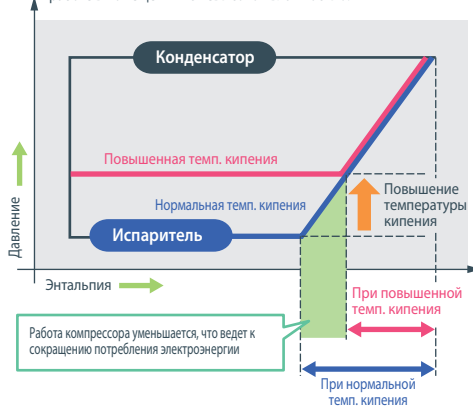 Конденсатор
Повышенная темп. кипения
Нормальная темп. кипения
Испаритель
Повышение
температуры
кипения
Давление
Энтальпия
При повышенной
темп. кипения
Работа компрессора уменьшается, что ведет к
сокращению потребления электроэнергии
При нормальной
темп. кипения